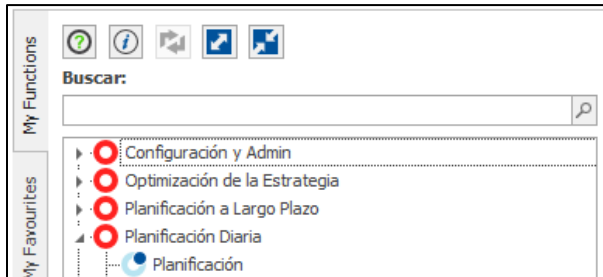 My Functions
My Favourites
Buscar:
Configuración y Admin
Optimización de la Estrategia
Planificación a Largo Plazo
Planificación Diaria
Planificación